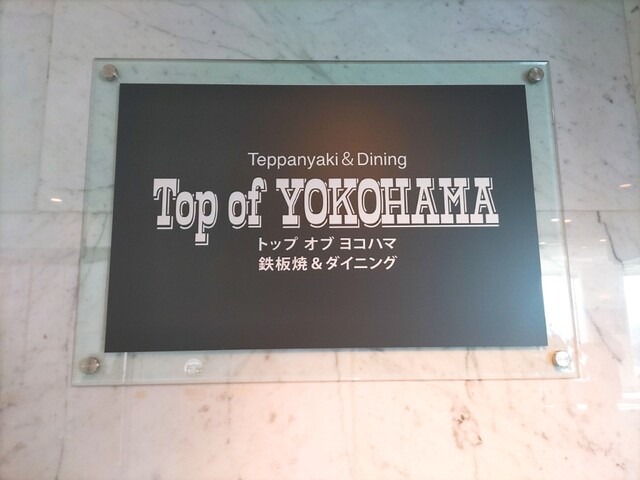 Teppanyaki & Dining
Top of YOKOHAMA
トップ オブ ヨコハマ
鉄板焼&ダイニング